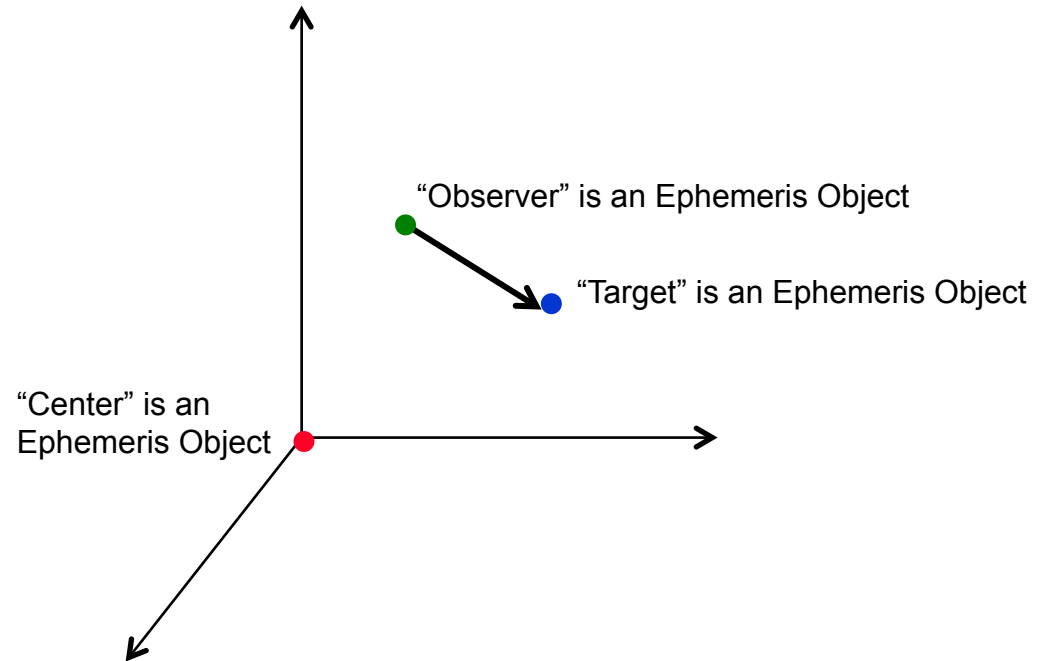 “Observer” is an Ephemeris Object
“Target” is an Ephemeris Object
“Center” is an
Ephemeris Object